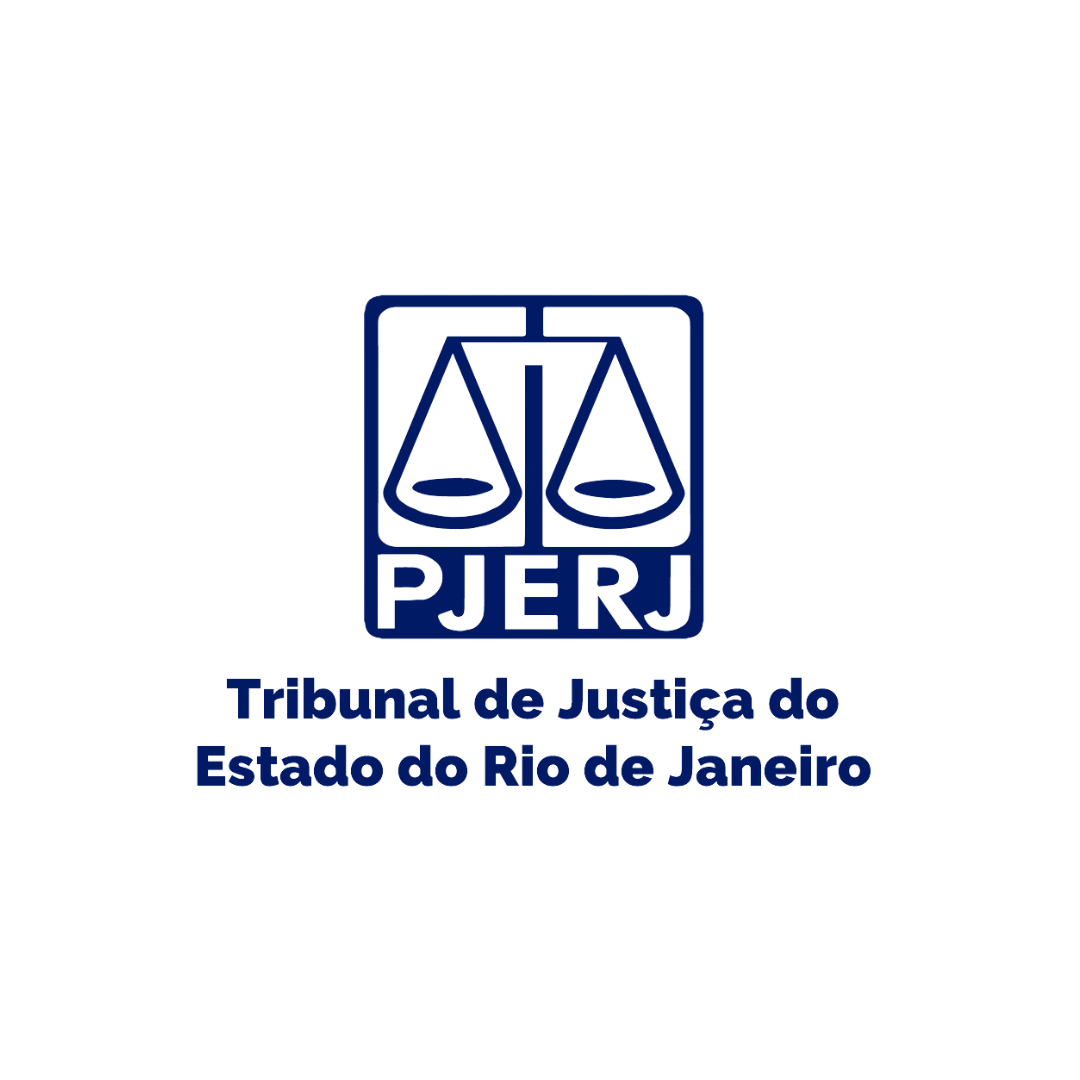 PJERJ
Tribunal de Justiça do
Estado do Rio de Janeiro